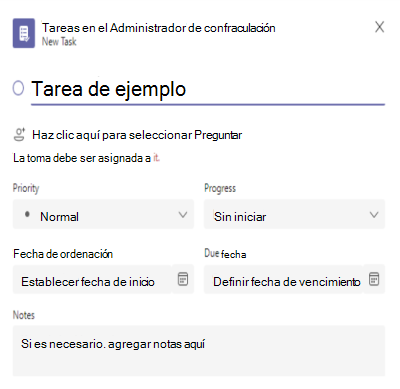 Tareas en el Administrador de confraculación
New Task
Tarea de ejemplo
Haz clic aquí para seleccionar Preguntar
La toma debe ser asignada a it.
Priority
Progress
Normal
Sin iniciar
Fecha de ordenación
Due fecha
Establecer fecha de inicio
Definir fecha de vencimiento
Notes
Si es necesario. agregar notas aquí